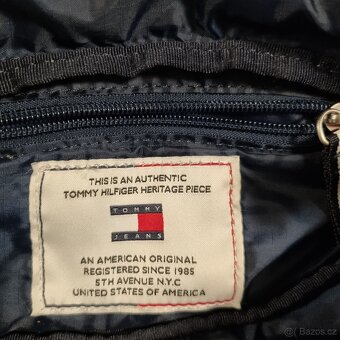 THIS IS AN AUTHENTIC
TOMMY HILFIGER HERITAGE PIECE
TOMMY
JEANS
AN AMERICAN ORIGINAL
REGISTERED SINCE 1985
5TH AVENUE N.Y.C
UNITED STATES OF AMERICA
Bazoš.cz